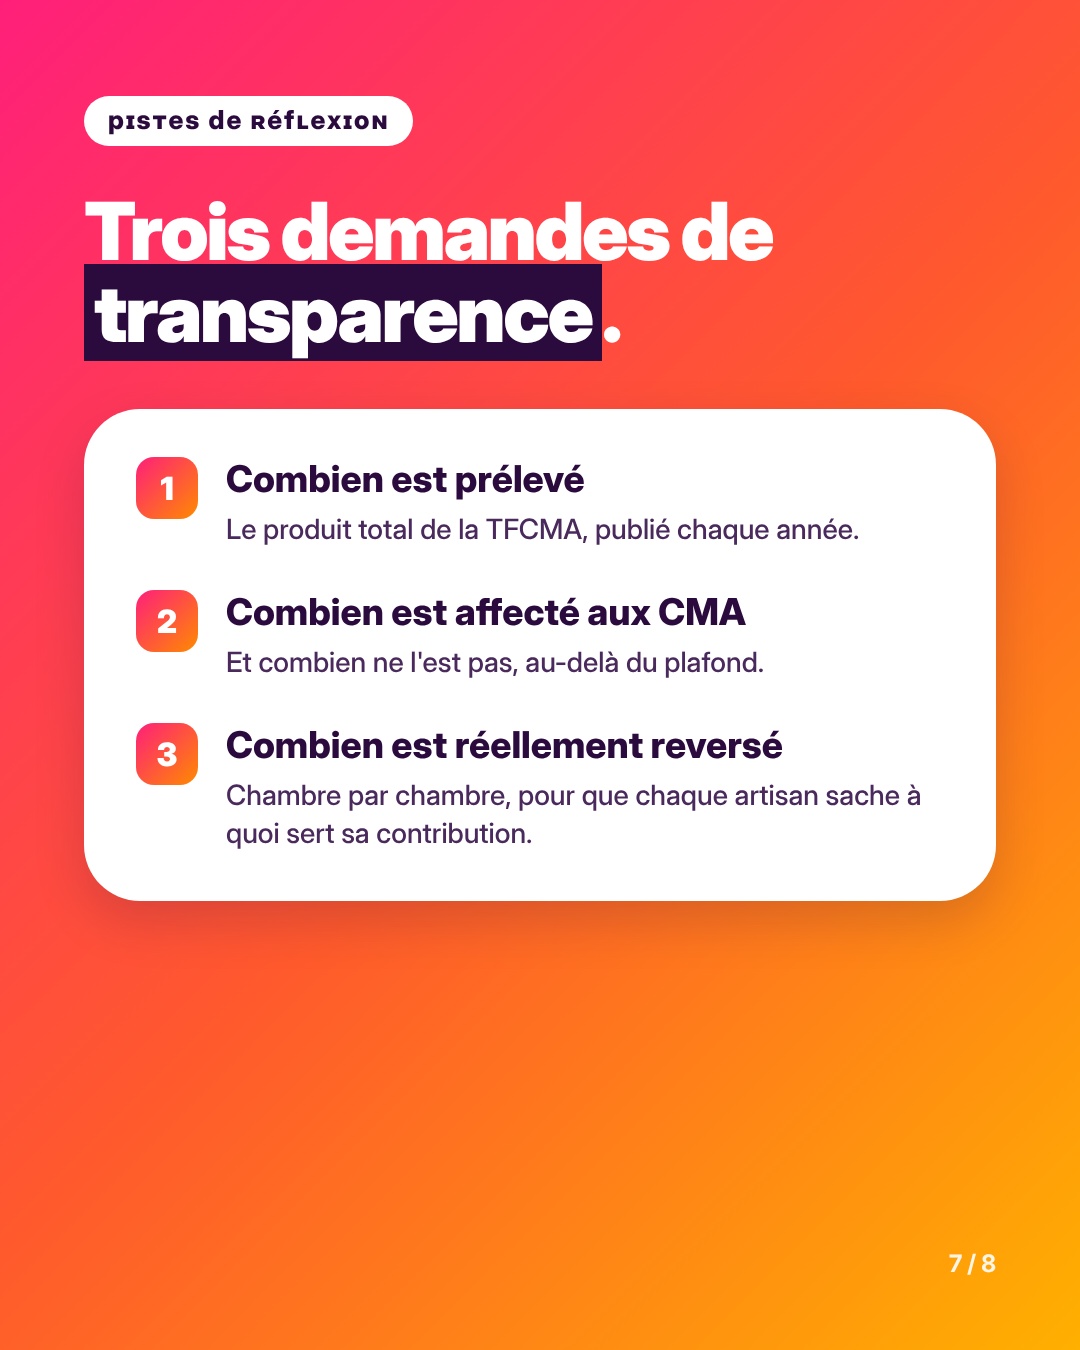 pıSTes de RéfLexIoN
Trois demandes de
transparence.
1
Combien est prélevé
Le produit total de la TFCMA, publié chaque année.
2
Combien est affecté aux CMA
Et combien ne l'est pas, au-delà du plafond.
3
Combien est réellement reversé
Chambre par chambre, pour que chaque artisan sache à
quoi sert sa contribution.
7 / 8